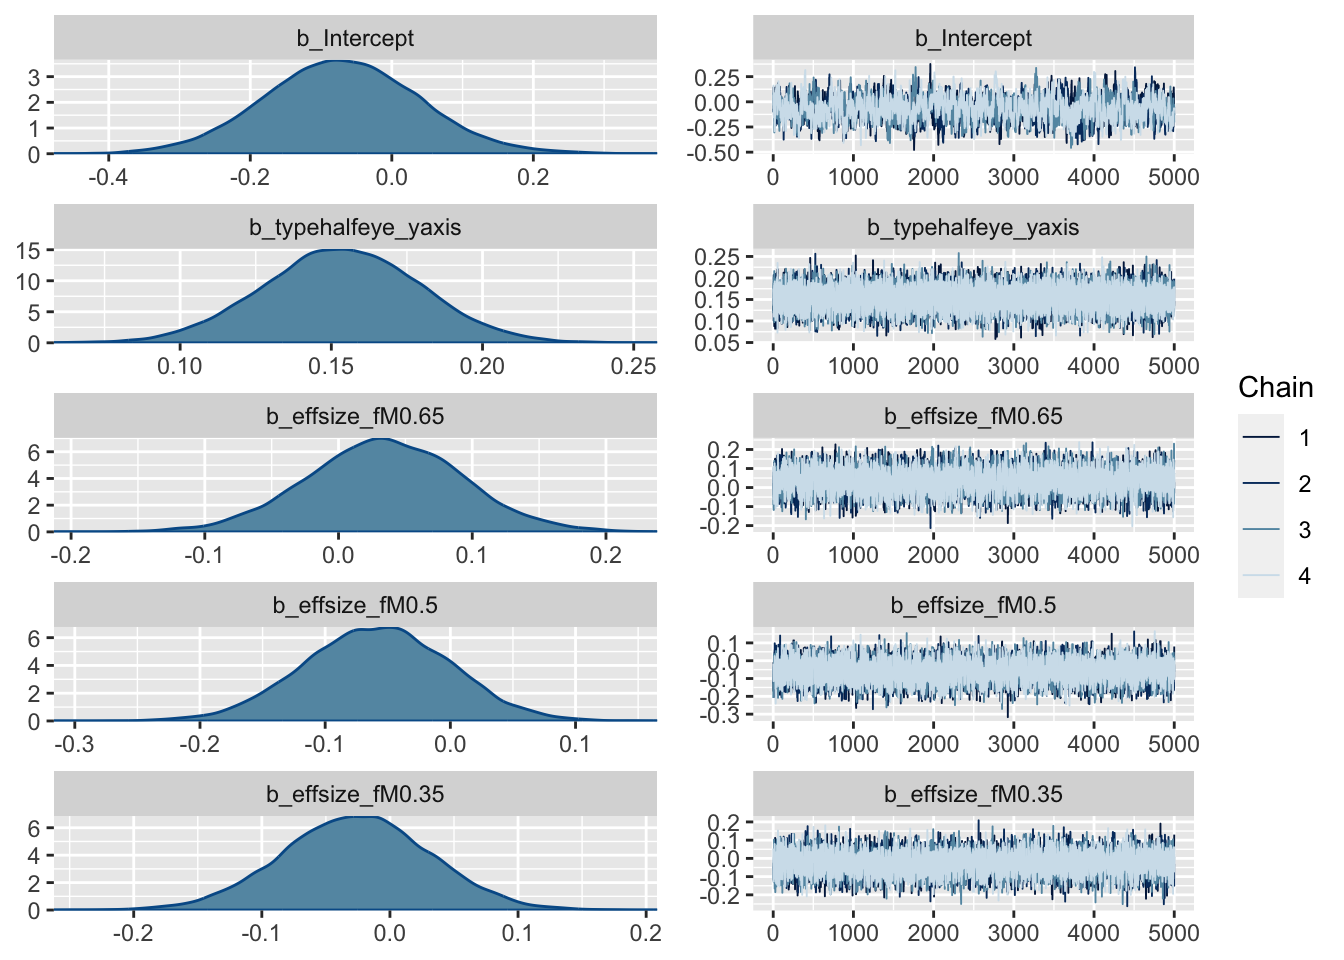 b_Intercept
3
2
1
0
-0.4 -0.2 0.0 0.2
b_Intercept
0.25
0.00
-0.25
-0.50
0 1000 2000 3000 4000 5000
b_typehalfeye_yaxis
15
10
5
0
0.10 0.15 0.20 0.25
b_typehalfeye_yaxis
0.25
0.20
0.15
0.10
0.05
0 1000 2000 3000 4000 5000
b_effsize_fM0.65
6
4
2
0
-0.2 -0.1 0.0 0.1 0.2
b_effsize_fM0.65
0.2
0.1
0.0
-0.1
-0.2
0 1000 2000 3000 4000 5000
b_effsize_fM0.5
6
4
2
0
-0.3 -0.2 -0.1 0.0 0.1
b_effsize_fM0.5
0.1
0.0
-0.1
-0.2
-0.3
0 1000 2000 3000 4000 5000
b_effsize_fM0.35
6
4
2
0
-0.2 -0.1 0.0 0.1 0.2
b_effsize_fM0.35
0.2
0.1
0.0
-0.1
-0.2
0 1000 2000 3000 4000 5000
Chain
1
2
3
4